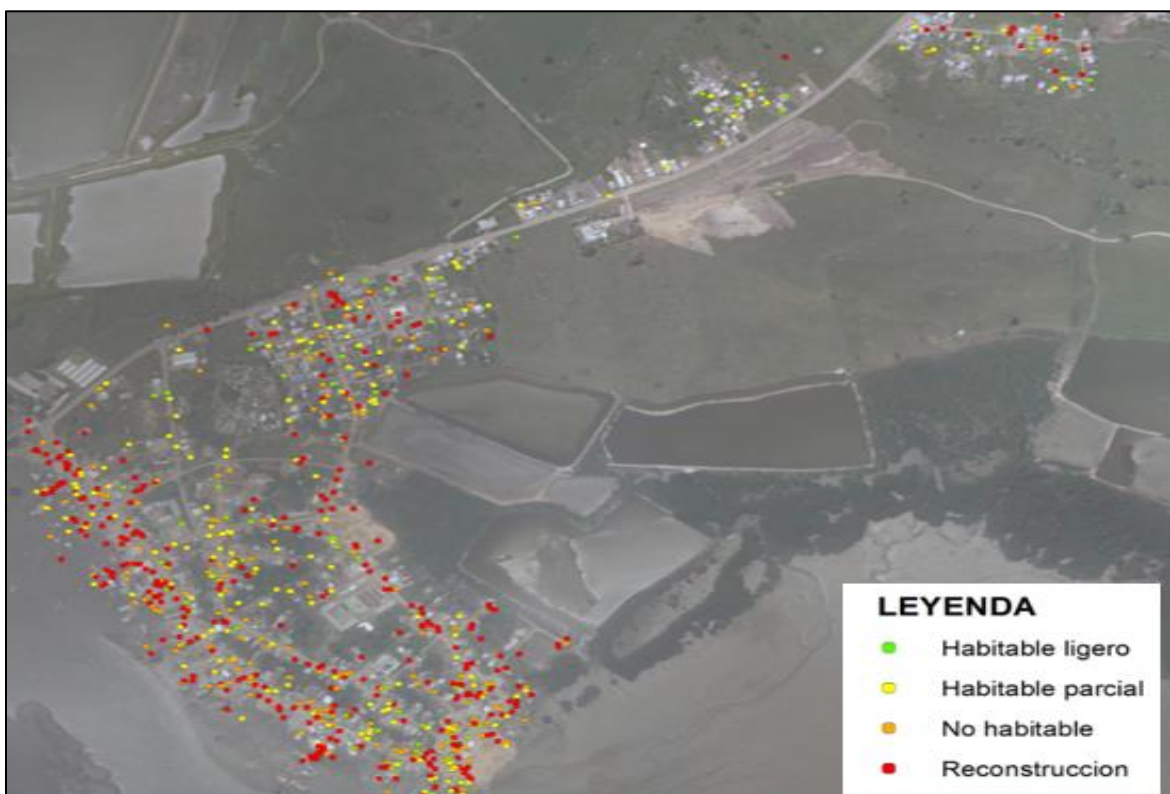 LEYENDA
Habitable ligero
Habitable parcial
No habitable
Reconstruccion